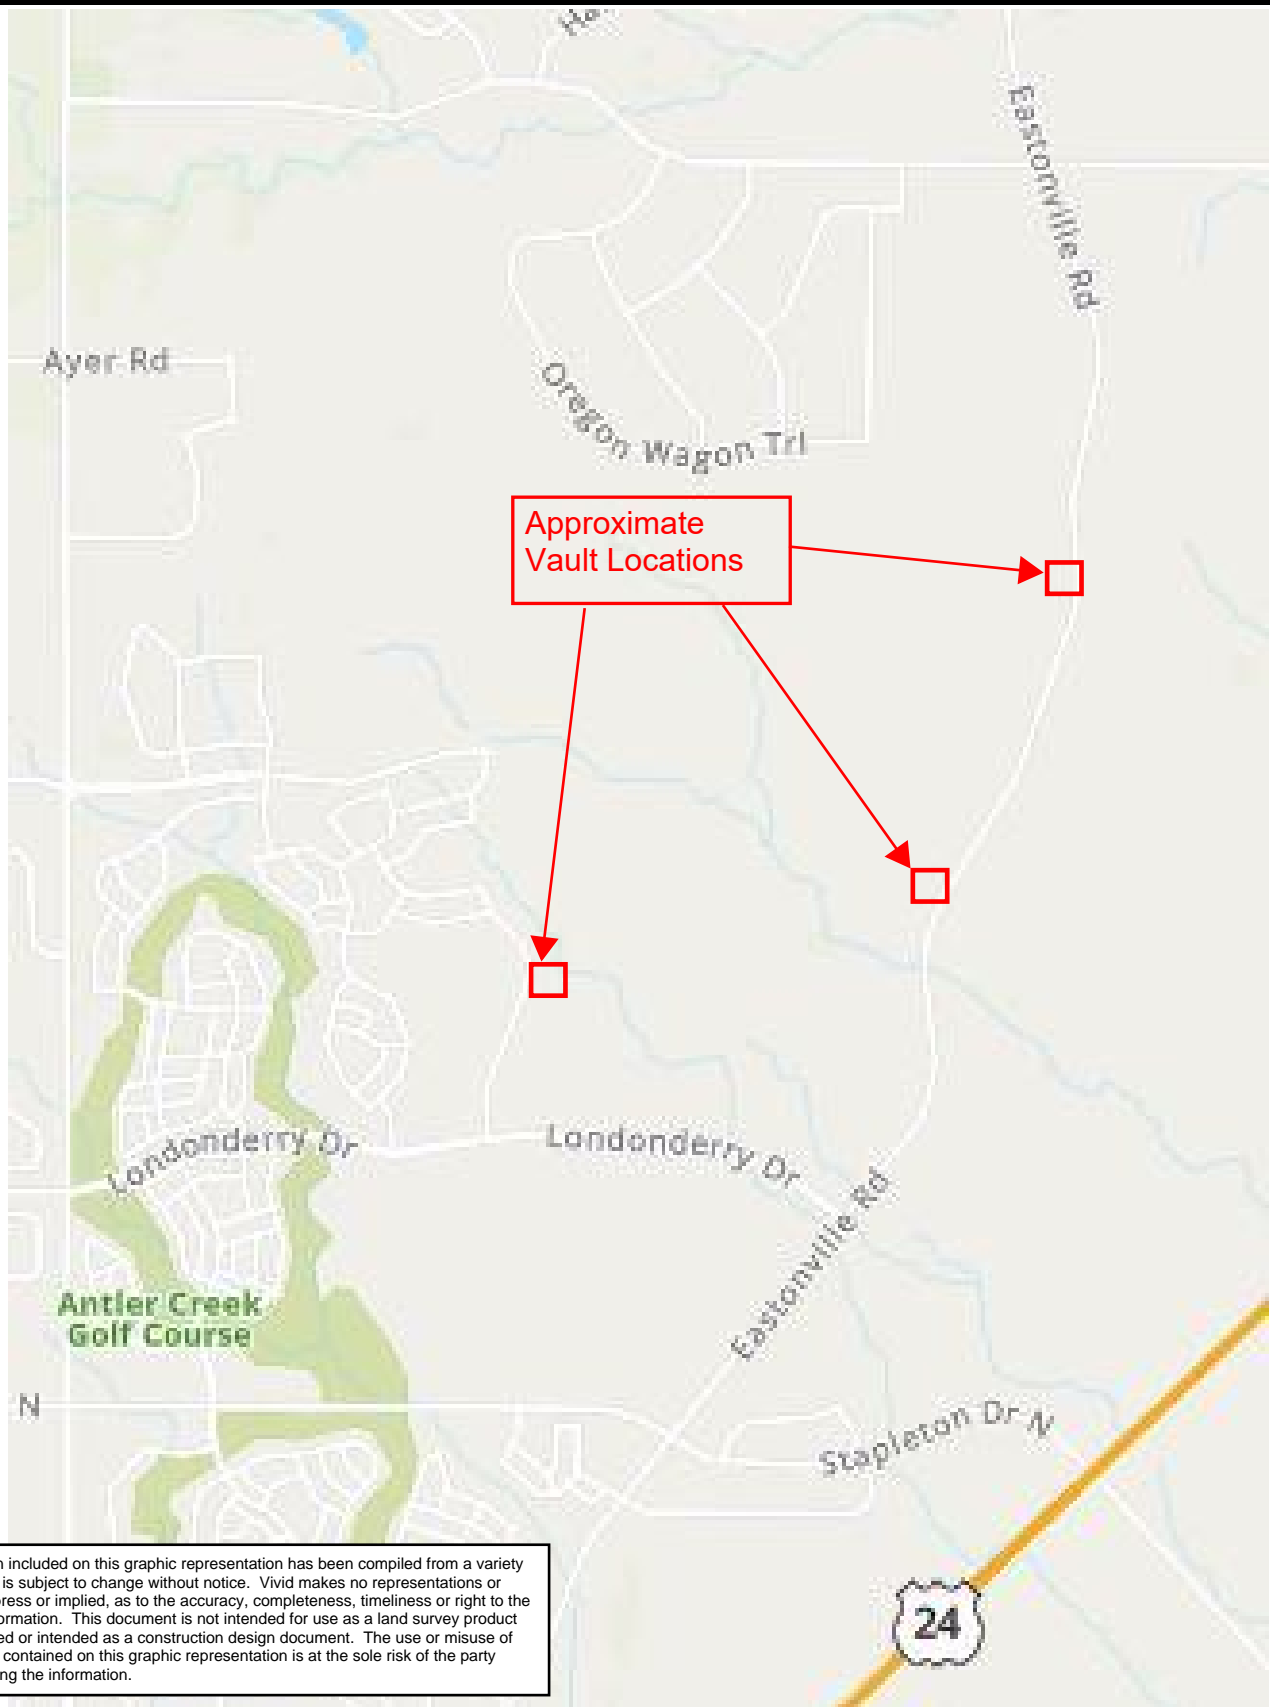 Ha
Eastonville Rd
Ayer Rd
Oregon Wagon Trl
Approximate
Vault Locations
Londonderry Dr
Londonderry Dr
Eastonville Rd
Antler Creek
Golf Course
N
Stapleton Dr N
24
included on this graphic representation has been compiled from a variety
is subject to change without notice. Vivid makes no representations or
or implied, as to the accuracy, completeness, timeliness or right to the
This document is not intended for use as a land survey product
or intended as a construction design document. The use or misuse of
contained on this graphic representation is at the sole risk of the party
the information.